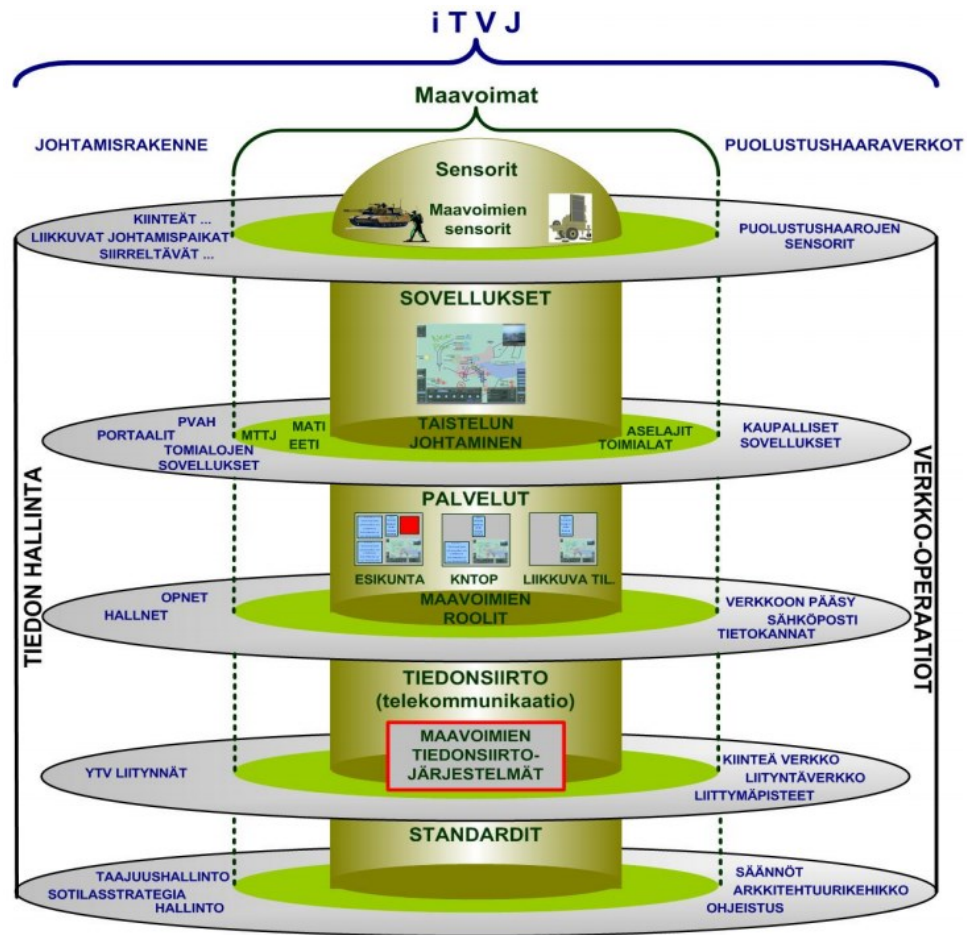 i T V J
Maavoimat
JOHTAMISRAKENNE
PUOLUSTUSHAARAVERKOT
Sensorit
Maavoimien
sensorit
KIINTEÄT ...
LIIKKUVAT JOHTAMISPAIKAT
SIIRRELTÄVÄT ...
PUOLUSTUSHAAROJEN
SENSORIT
SOVELLUKSET
PVAH
PORTAALIT
TOMIALOJEN
SOVELLUKSET
MTTJ
MATI
EETI
TAISTELUN
JOHTAMINEN
ASELAJIT
TOIMIALAT
KAUPALLISET
SOVELLUKSET
TIEDON HALLINTA
VERKKO-OPERAATIOT
PALVELUT
ESIKUNTA
KNTOP
LIIKKUVA TIL.
OPNET
HALLNET
MAAVOIMIEN
ROOLIT
VERKKOON PÄÄSY
SÄHKÖPOSTI
TIETOKANNAT
TIEDONSIIRTO
(telekommunikaatio)
MAAVOIMIEN
TIEDONSIIRTO-
JÄRJESTELMÄT
YTV LIITYNNÄT
KIINTEÄ VERKKO
LIITYNTÄVERKKO
LIITTYMÄPISTEET
STANDARDIT
TAAJUUSHALLINTO
SOTILASSTRATEGIA
HALLINTO
SÄÄNNÖT
ARKKITEHTUURIKEHIKKO
OHJEISTUS